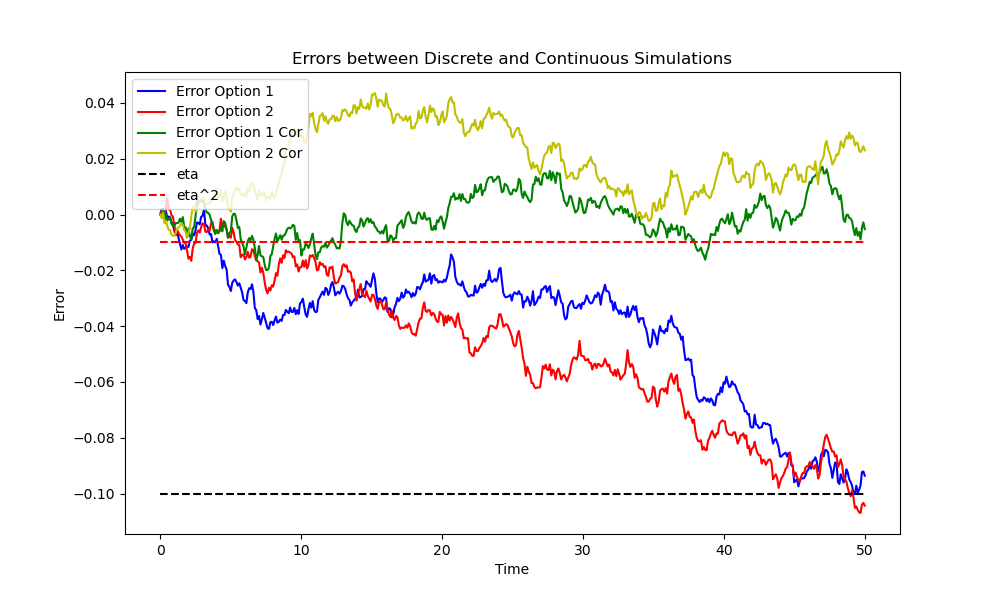 Errors between Discrete and Continuous Simulations
Error Option 1
Error Option 2
Error Option 1 Cor
Error Option 2 Cor
eta
eta^2
0.04
0.02
0.00
−0.02
−0.04
−0.06
−0.08
−0.10
Error
0 10 20 30 40 50
Time